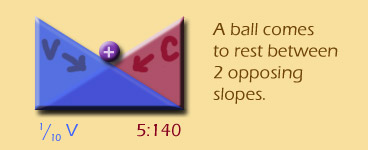 V + C
A ball comes
to rest between
2 opposing
slopes.
1/10 V 5:140